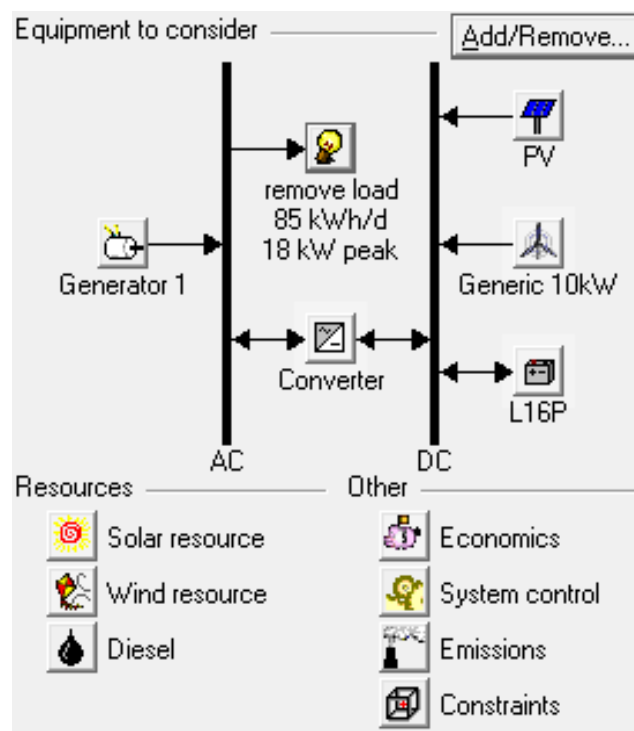 Equipment to consider
Add/Remove...
PV
remove load
85 kWh/d
18 kW peak
Generator 1
Generic 10kW
Converter
L16P
AC
DC
Resources
Other
Solar resource
Economics
Wind resource
System control
Diesel
Emissions
Constraints